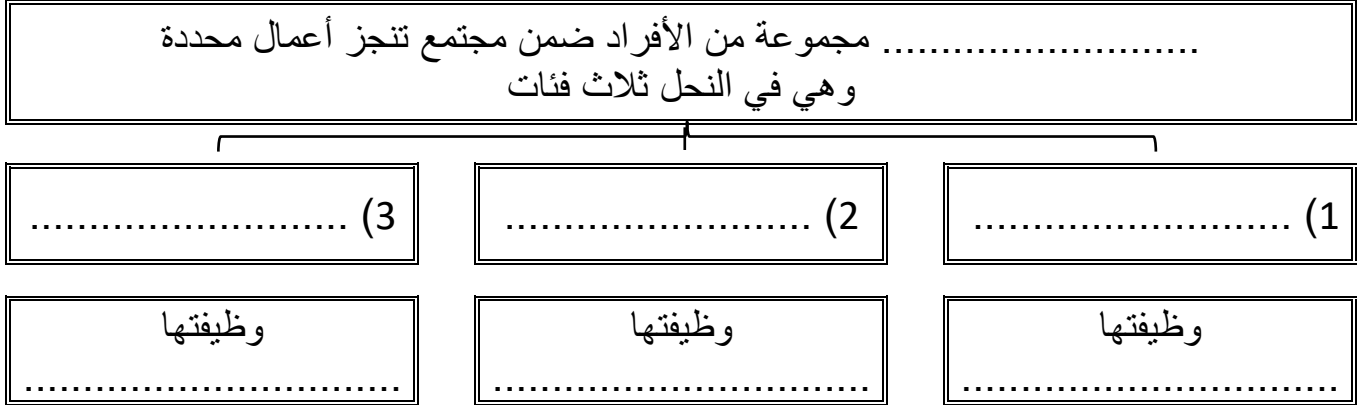 ........................... مجموعة من الأفراد ضمن مجتمع تنجز أعمال محددة
وهي في النحل ثلاث فئات
1) ...........................
2) ..........................
3) ...........................
وظيفتها
................................
وظيفتها
................................
وظيفتها
................................